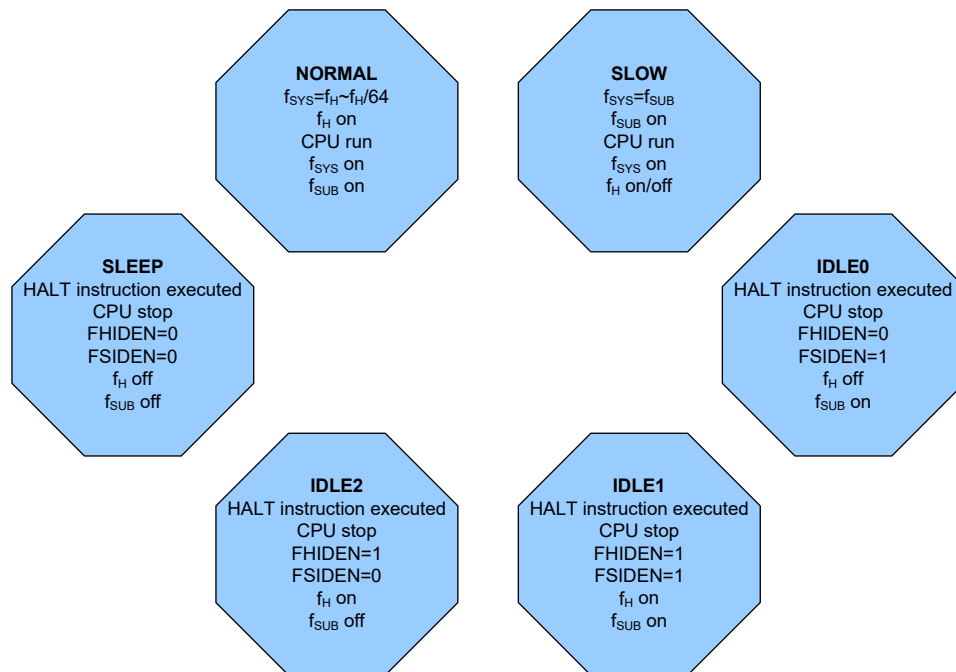 NORMAL
fSYS=fH~fH/64
fH on
CPU run
fSYS on
fSUB on
SLOW
fSYS=fSUB
fSUB on
CPU run
fSYS on
fH on/off
SLEEP
HALT instruction executed
CPU stop
FHIDEN=0
FSIDEN=0
fH off
fSUB off
IDLE0
HALT instruction executed
CPU stop
FHIDEN=0
FSIDEN=1
fH off
fSUB on
IDLE2
HALT instruction executed
CPU stop
FHIDEN=1
FSIDEN=0
fH on
fSUB off
IDLE1
HALT instruction executed
CPU stop
FHIDEN=1
FSIDEN=1
fH on
fSUB on